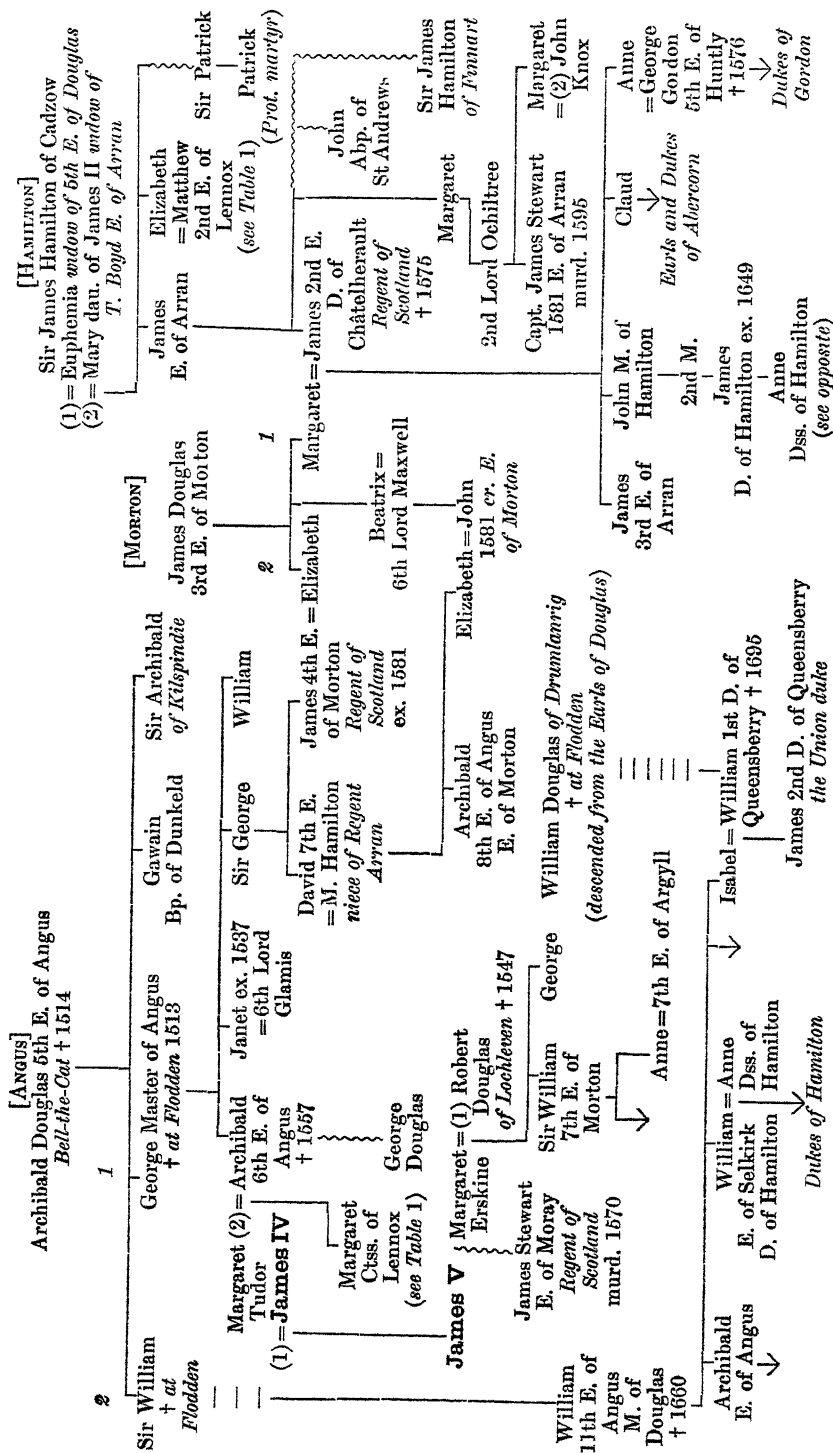 [ANGUS]
Archibald Douglas 5th E. of Angus
Bell-the-Cat † 1514
2
1
Sir William
† at
Flodden
George Master of Angus
† at Flodden 1513
Gawain
Bp. of Dunkeld
Sir Archibald
of Kilspindie
Margaret (2) = Archibald
Tudor
6th E. of
Angus
† 1557
(1) = James IV
Janet ex. 1537
= 6th Lord
Glamis
Sir George
William
Margaret
Ctss. of
Lennox
(see Table 1)
George
Douglas
David 7th E.
= M. Hamilton
niece of Regent
Arran
James 4th E. = Elizabeth
of Morton
Regent of
Scotland
ex. 1581
James V
Margaret = (1) Robert
Erskine
Douglas
of Lochleven † 1547
James Stewart
E. of Moray
Regent of
Scotland
murd. 1570
Sir William
7th E. of
Morton
George
Anne = 7th E. of Argyll
Archibald
8th E. of Angus
E. of Morton
Elizabeth = John
1581 cr. E.
of Morton
William Douglas of Drumlanrig
† at Flodden
(descended from the Earls of Douglas)
William
11th E. of
Angus
M. of
Douglas
† 1660
Archibald
E. of Angus
William = Anne
E. of Selkirk
D. of Hamilton
Dss. of
Hamilton
Dukes of Hamilton
Isabel = William 1st D. of
Queensberry † 1695
James 2nd D. of Queensberry
the Union duke
[MORTON]
James Douglas
3rd E. of Morton
2
1
Beatrix =
6th Lord Maxwell
[HAMILTON]
Sir James Hamilton of Cadzow
(1) = Euphemia widow of 5th E. of Douglas
(2) = Mary dau. of James II widow of
T. Boyd E. of Arran
James
E. of Arran
Elizabeth
= Matthew
2nd E. of
Lennox
(see Table 1)
Sir Patrick
Patrick
(Prot. martyr)
Margaret = James 2nd E.
D. of
Châtelherault
Regent of
Scotland
† 1575
John
Abp. of
St Andrews
Sir James
Hamilton
of Finnart
Margaret
2nd Lord Ochiltree
Capt. James Stewart
1581 E. of Arran
murd. 1595
Margaret
= (2) John
Knox
James
3rd E. of
Arran
John M. of
Hamilton
2nd M.
James
D. of Hamilton ex. 1649
Anne
Dss. of Hamilton
(see opposite)
Claud
Earls and Dukes
of Abercorn
Anne
= George
Gordon
5th E. of
Huntly
† 1576
Dukes of
Gordon